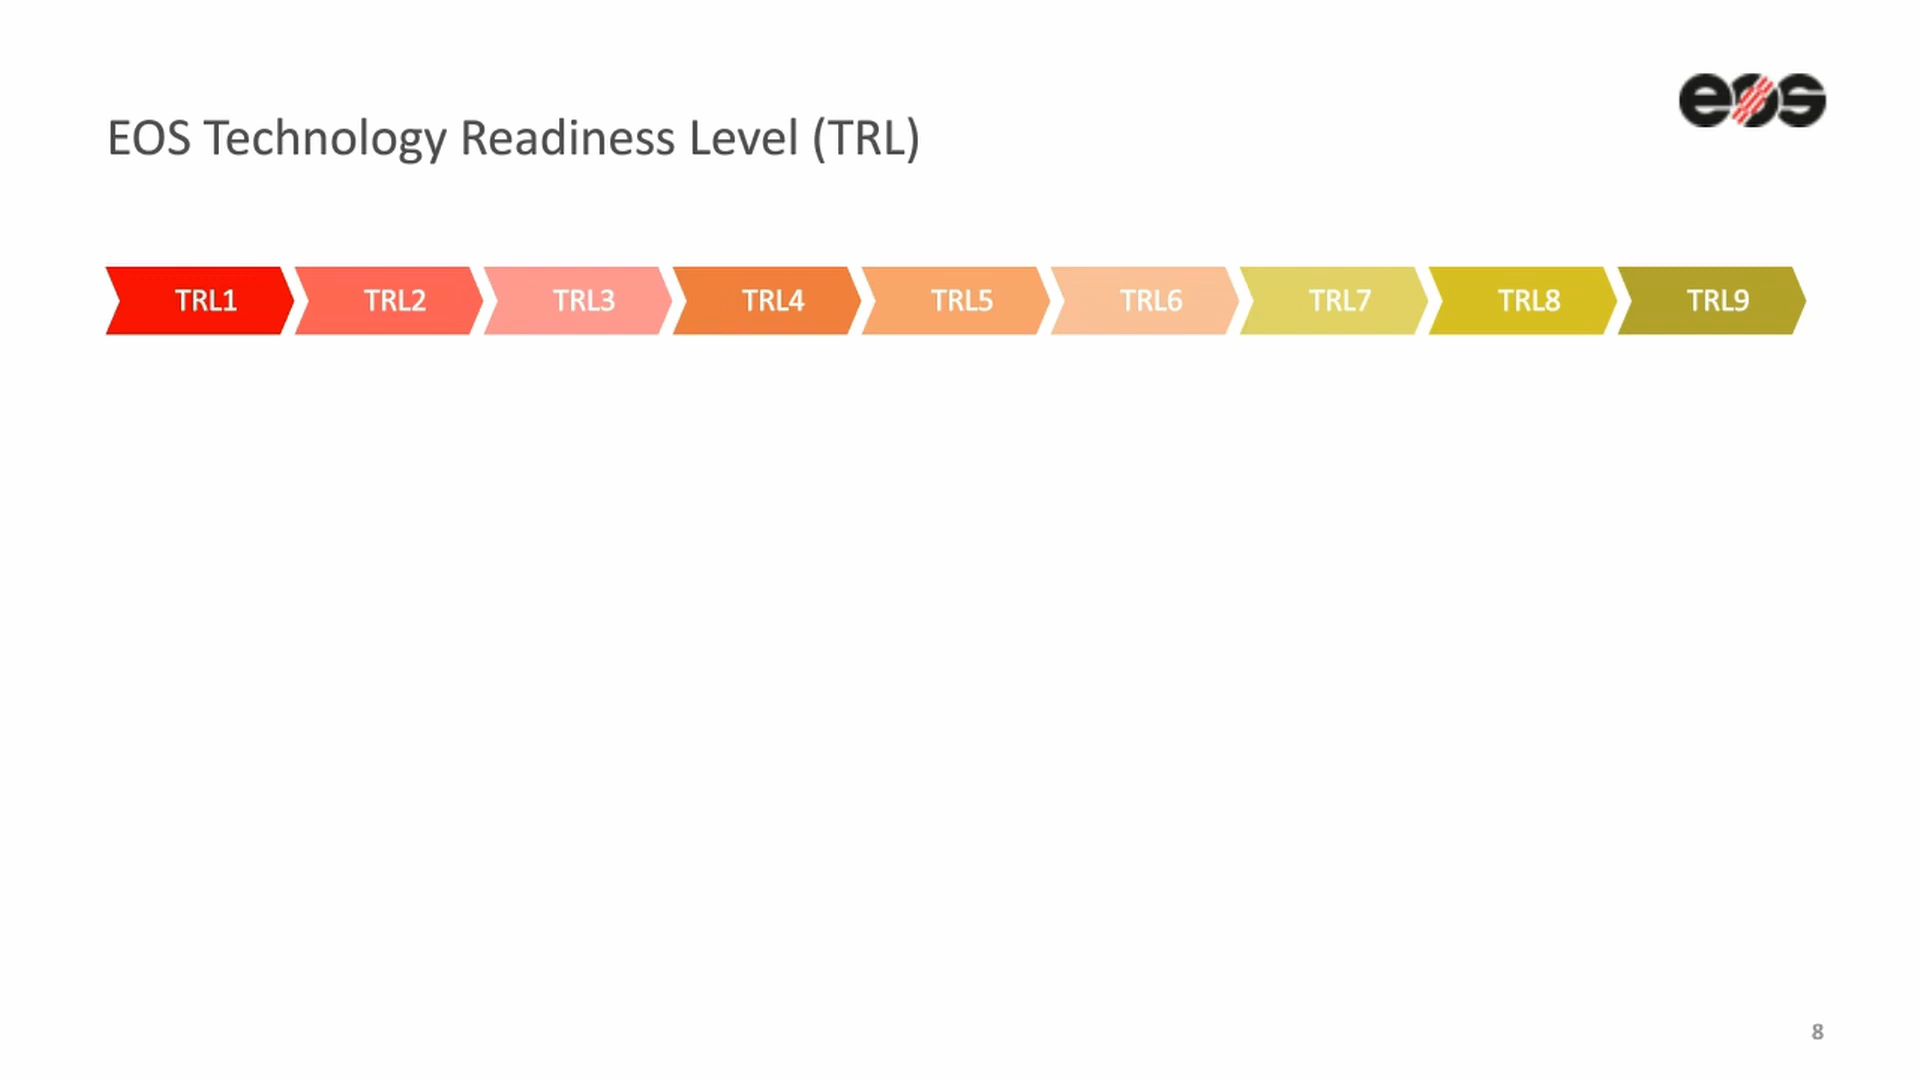 eos
EOS Technology Readiness Level (TRL)
TRL1 TRL2 TRL3 TRL4 TRL5 TRL6 TRL7 TRL8 TRL9
8